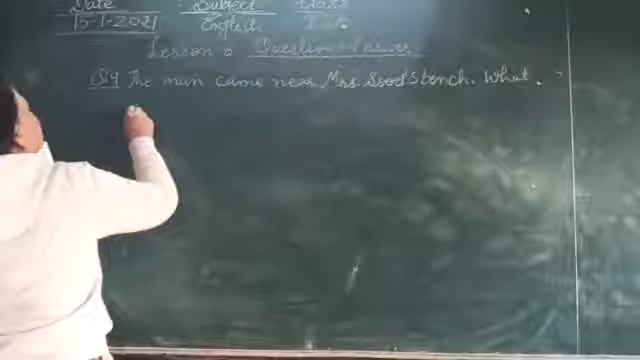 Date : Subject Class
15-1-2021 English
Lesson 6 Question Answer
Q4 The man came near Mrs. Sood's bench. What